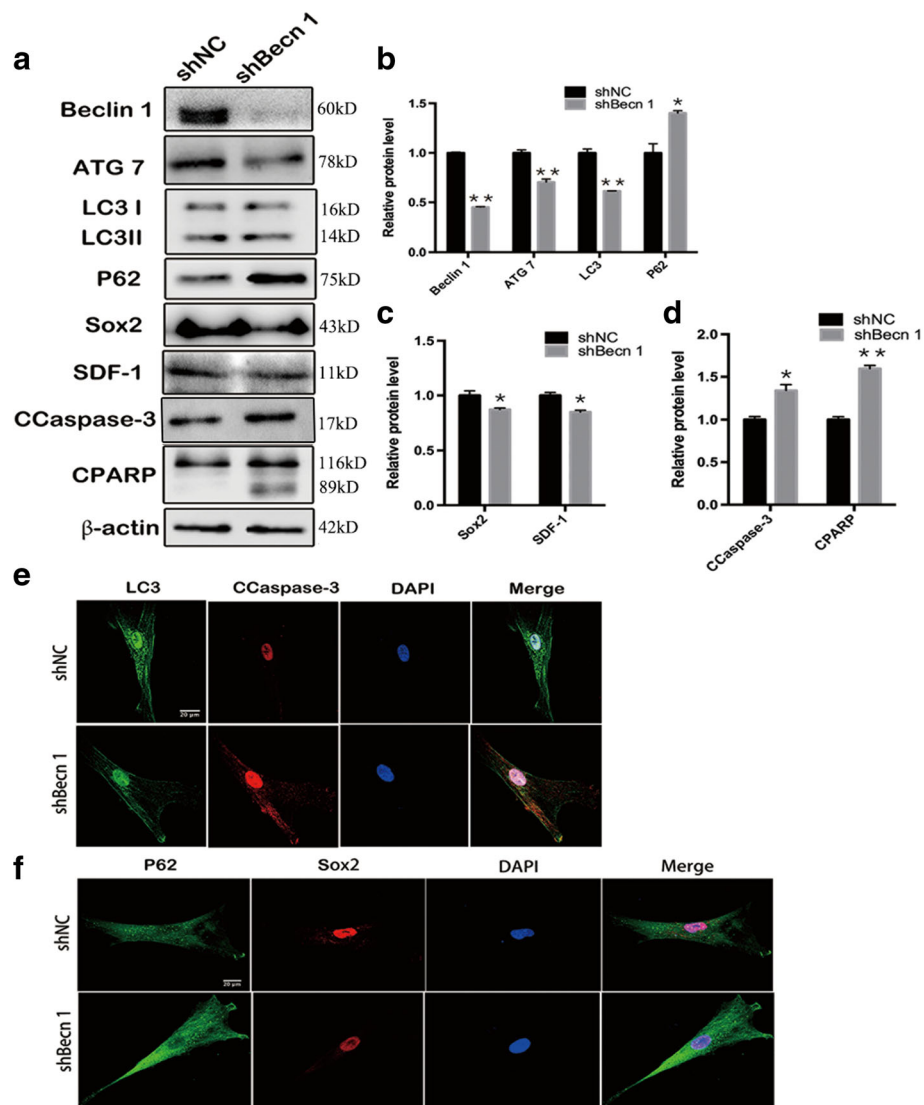 a
shNC
shBecn 1
Beclin 1
60kD
ATG 7
78kD
LC3 I
16kD
LC3II
14kD
P62
75kD
Sox2
43kD
SDF-1
11kD
CCaspase-3
17kD
CPARP
116kD
89kD
β-actin
42kD
b
shNC
shBecn 1
Relative protein level
1.5
1.0
0.5
0.0
**
**
**
*
Beclin 1
ATG 7
LC3
P62
c
shNC
shBecn 1
Relative protein level
1.5
1.0
0.5
0.0
*
*
Sox2
SDF-1
d
shNC
shBecn 1
Relative protein level
2.0
1.5
1.0
0.5
0.0
*
**
CCaspase-3
CPARP
e
LC3
CCaspase-3
DAPI
Merge
shNC
20 μm
shBecn 1
f
P62
Sox2
DAPI
Merge
shNC
20 μm
shBecn 1